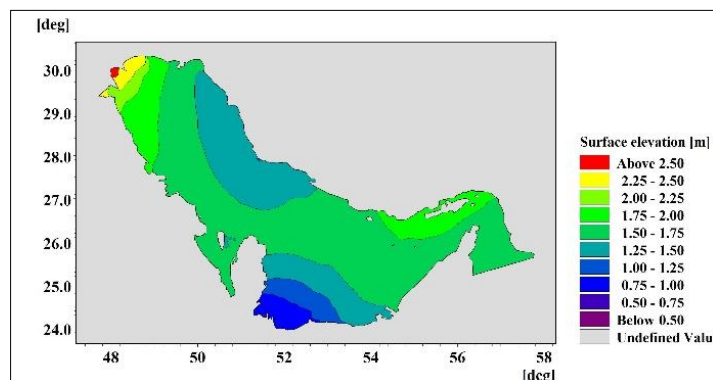 [deg]
30.0
29.0
28.0
27.0
26.0
25.0
24.0
48 50 52 54 56 58
[deg]
Surface elevation [m]
Above 2.50
2.25 - 2.50
2.00 - 2.25
1.75 - 2.00
1.50 - 1.75
1.25 - 1.50
1.00 - 1.25
0.75 - 1.00
0.50 - 0.75
Below 0.50
Undefined Valu